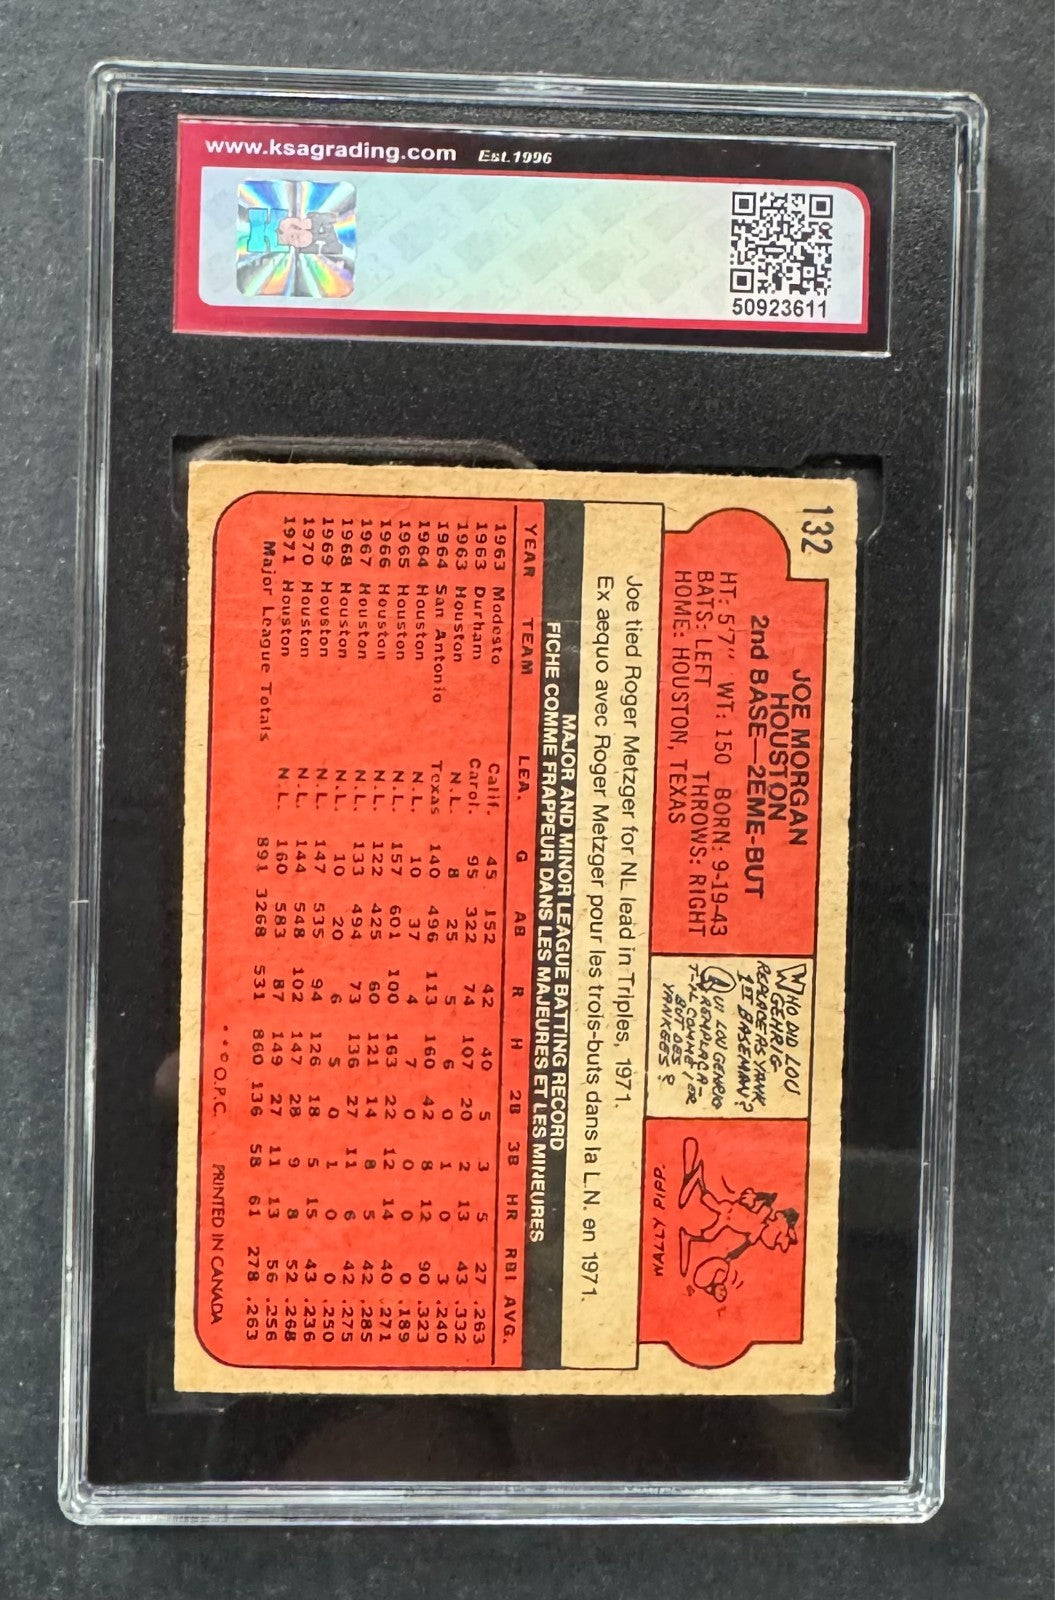 www.ksagrading.com Est.1996
KSA
50923611
132
JOE MORGAN
HOUSTON
2nd BASE—2EME-BUT
HT: 5'7" WT: 150 BORN: 9-19-43
BATS: LEFT THROWS: RIGHT
HOME: HOUSTON, TEXAS
WHO DID LOU
GEHRIG
REPLACE AS YANK
1ST BASEMAN?
QUI LOU GEHRIG
REMPLAÇA-
T-IL COMME 1ER
BUT DES
YANKEES?
WALLY PIPP.
Joe tied Roger Metzger for NL lead in Triples, 1971.
Ex aequo avec Roger Metzger pour les trois-buts dans la L.N. en 1971.
MAJOR AND MINOR LEAGUE BATTING RECORD
FICHE COMME FRAPPEUR DANS LES MAJEURES ET LES MINEURES
YEAR TEAM LEA. G AB R H 2B 3B HR RBI AVG.
1963 Modesto Calif. 45 152 42 40 5 3 5 27 .263
1963 Durham Carol. 95 322 74 107 20 2 13 43 .332
1963 Houston N.L. 8 25 5 6 0 1 0 3 .240
1964 San Antonio Texas 140 496 113 160 42 8 12 90 .323
1964 Houston N.L. 10 37 4 7 0 0 0 0 .189
1965 Houston N.L. 157 601 100 163 22 12 14 40 .271
1966 Houston N.L. 122 425 60 121 14 8 5 42 .285
1967 Houston N.L. 133 494 73 136 27 11 6 42 .275
1968 Houston N.L. 10 20 6 5 0 1 0 0 .250
1969 Houston N.L. 147 535 94 126 18 5 15 43 .236
1970 Houston N.L. 144 548 102 147 28 9 8 52 .268
1971 Houston N.L. 160 583 87 149 27 11 13 56 .256
Major League Totals 891 3268 531 860 136 58 61 278 .263
**© O.P.C. PRINTED IN CANADA